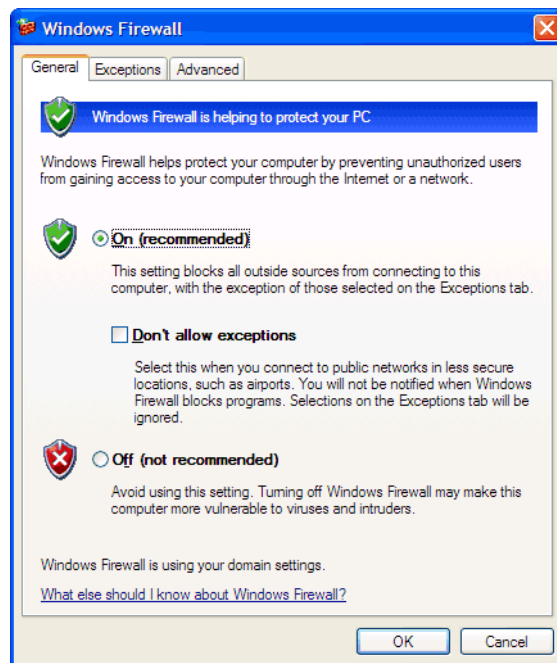 Windows Firewall
General Exceptions Advanced
Windows Firewall is helping to protect your PC
Windows Firewall helps protect your computer by preventing unauthorized users
from gaining access to your computer through the Internet or a network.
On (recommended)
This setting blocks all outside sources from connecting to this
computer, with the exception of those selected on the Exceptions tab.
Don't allow exceptions
Select this when you connect to public networks in less secure
locations, such as airports. You will not be notified when Windows
Firewall blocks programs. Selections on the Exceptions tab will be
ignored.
Off (not recommended)
Avoid using this setting. Turning off Windows Firewall may make this
computer more vulnerable to viruses and intruders.
Windows Firewall is using your domain settings.
What else should I know about Windows Firewall?
OK Cancel